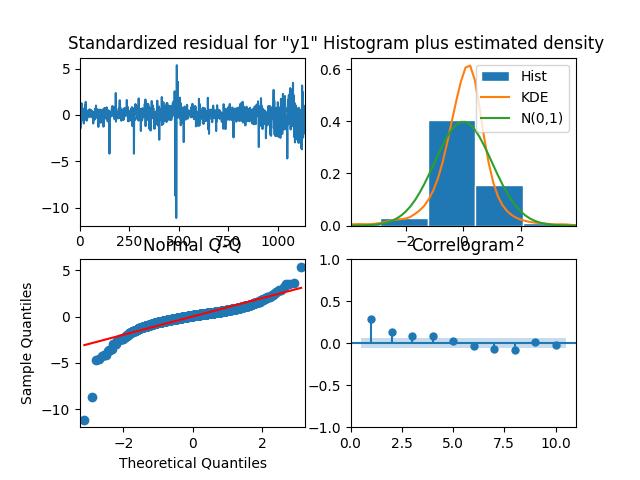 Standardized residual for "y1" Histogram plus estimated density
5
0
−5
−10
0 250 500 750 1000
0.6
0.4
0.2
0.0
−2 0 2
Hist
KDE
N(0,1)
Normal Q-Q
Correlogram
Sample Quantiles
5
0
−5
−10
−2 0 2
Theoretical Quantiles
1.0
0.5
0.0
−0.5
−1.0
0.0 2.5 5.0 7.5 10.0